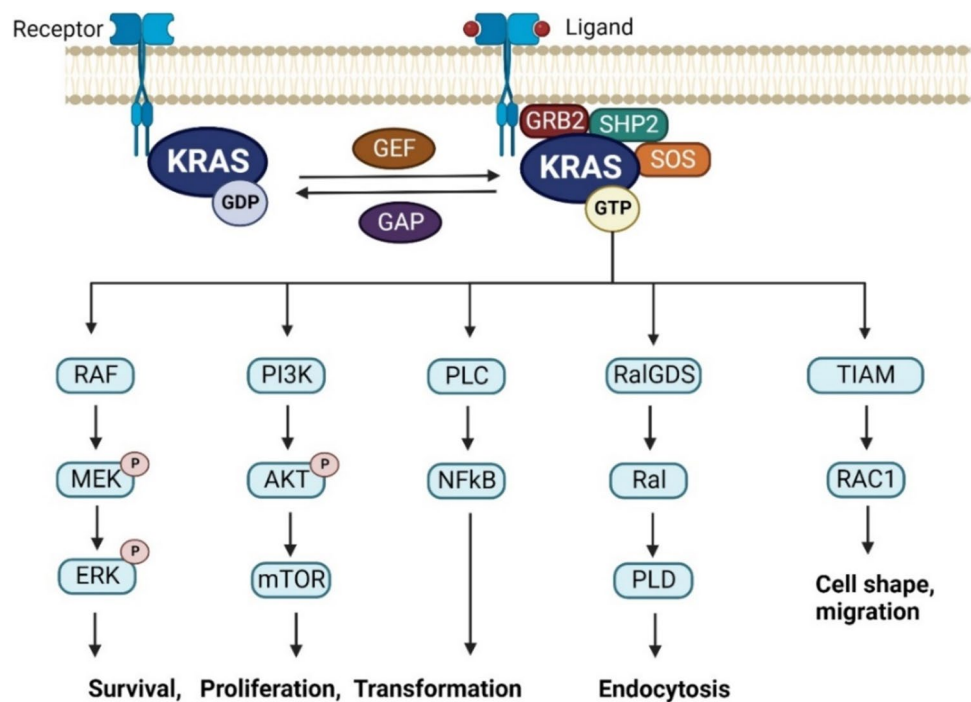 Receptor
Ligand
GRB2
SHP2
KRAS
GEF
KRAS
SOS
GDP
GAP
GTP
RAF
PI3K
PLC
RalGDS
TIAM
P
P
MEK
AKT
NFkB
Ral
RAC1
P
ERK
mTOR
PLD
Cell shape,
migration
Survival, Proliferation, Transformation
Endocytosis